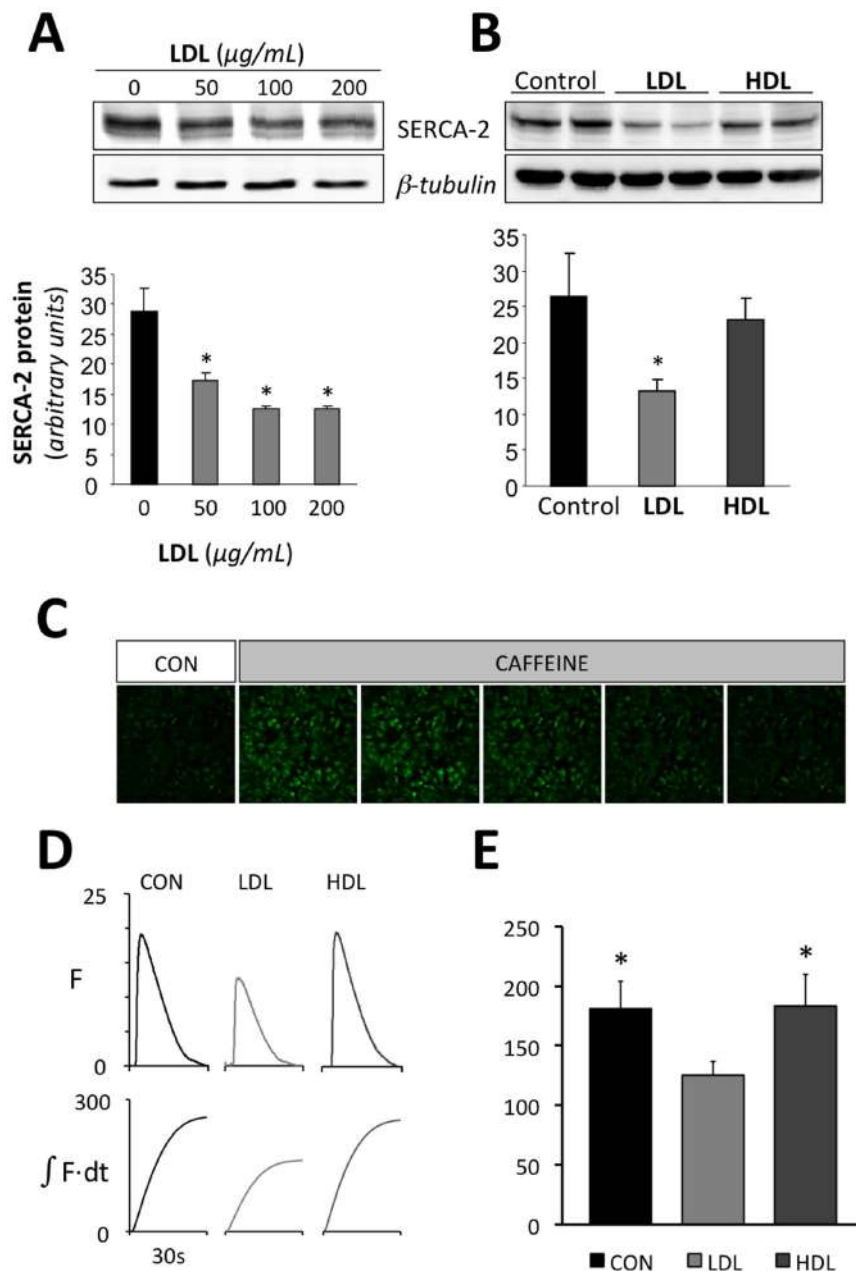 A
LDL (μg/mL)
0 50 100 200
SERCA-2
β-tubulin
SERCA-2 protein
(arbitrary units)
35
30
25
20
15
10
5
0
* * *
0 50 100 200
LDL (μg/mL)
B
Control LDL HDL
35
30
25
20
15
10
5
0
*
Control LDL HDL
C
CON CAFFEINE
D
CON LDL HDL
25
F
0
300
∫ F·dt
0
30s
E
250
200
150
100
50
0
* *
CON LDL HDL